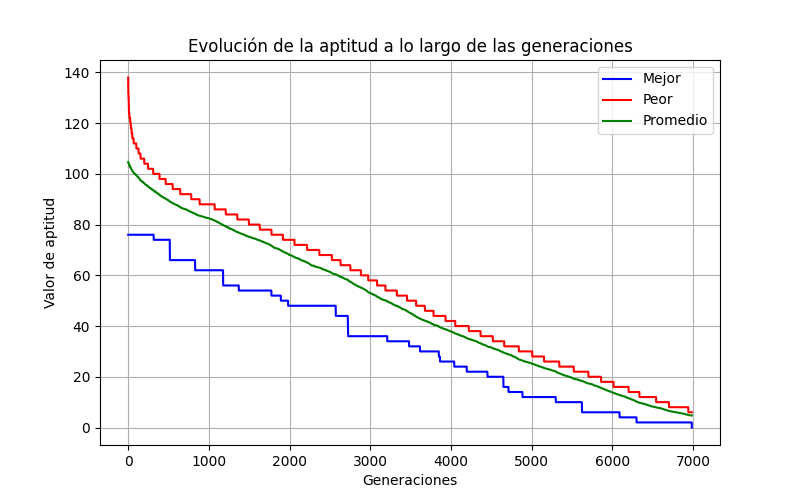 Evolución de la aptitud a lo largo de las generaciones
Mejor
Peor
Promedio
Valor de aptitud
140
120
100
80
60
40
20
0
0 1000 2000 3000 4000 5000 6000 7000
Generaciones